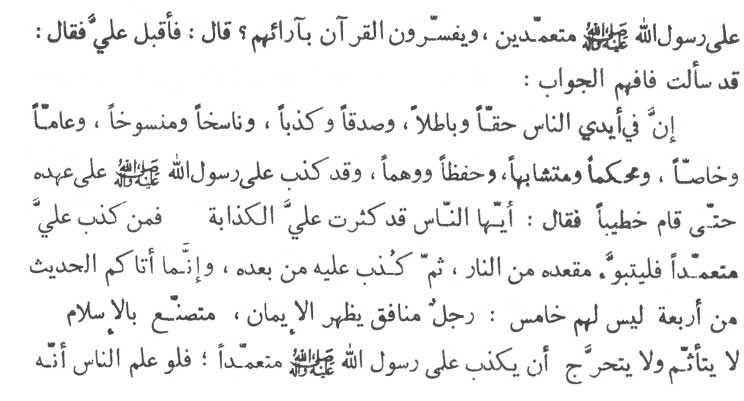 على رسول الله ﷺ متعمّدين ، ويفسّرون القرآن بآرائهم ؟ قال : فأقبل عليَّ فقال :
قد سألت فافهم الجواب :
إنَّ في أيدي الناس حقّاً وباطلاً ، وصدقاً وكذباً ، وناسخاً ومنسوخاً ، وعامّاً
وخاصّاً ، ومحكماً ومتشابهاً، وحفظاً ووهماً ، وقد كذب على رسول الله ﷺ على عهده
حتّى قام خطيباً فقال : أيّها النّاس قد كثرت عليَّ الكذابة فمن كذب عليَّ
متعمّداً فليتبوَّء مقعده من النار ، ثمّ كُذب عليه من بعده ، وإنَّما أتاكم الحديث
من أربعة ليس لهم خامس : رجلٌ منافق يظهر الإيمان ، متصنّع بالإسلام
لا يتأثّم ولا يتحرَّج أن يكذب على رسول الله ﷺ متعمّداً ؛ فلو علم الناس أنّه